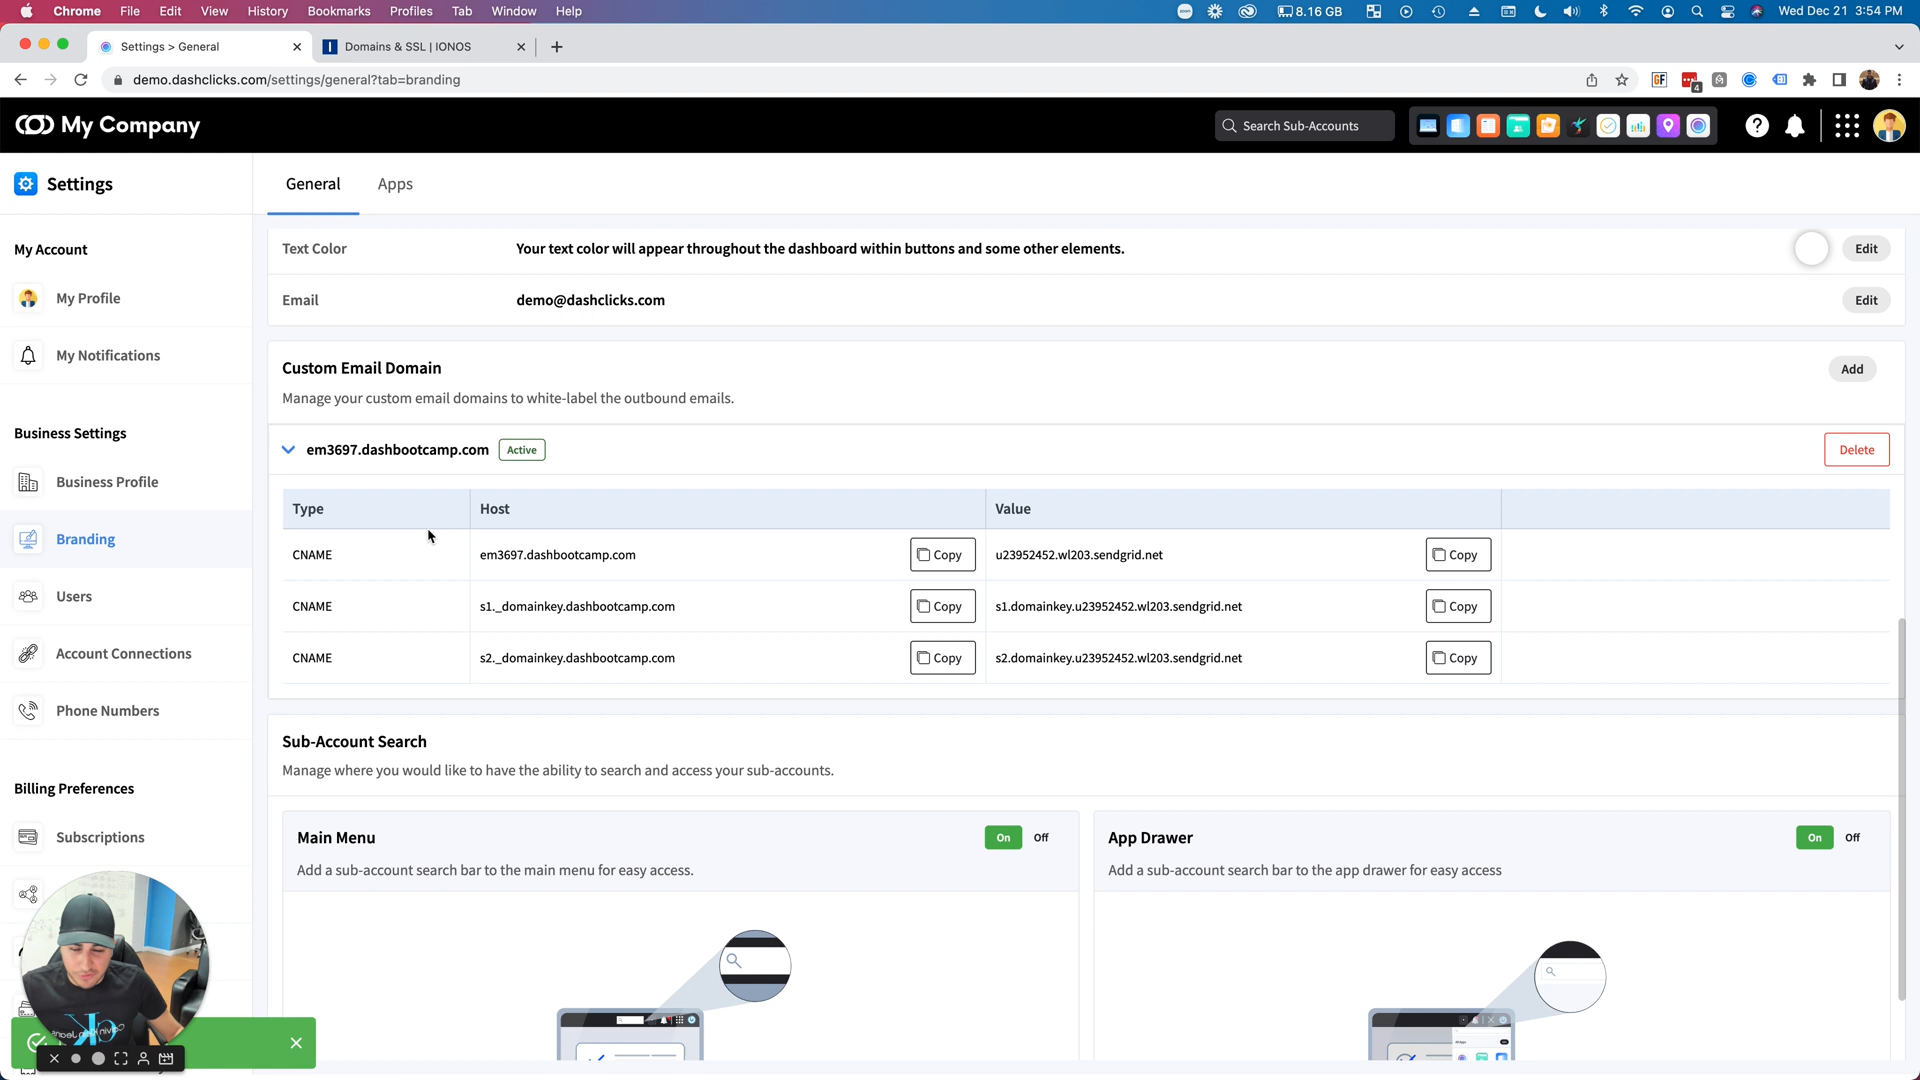 Chrome File Edit View History Bookmarks Profiles Tab Window Help 8.16 GB Wed Dec 21 3:54 PM
Settings > General Domains & SSL | IONOS
demo.dashclicks.com/settings/general?tab=branding GF 4
My Company Search Sub-Accounts
Settings General Apps
My Account
My Profile
My Notifications
Business Settings
Business Profile
Branding
Users
Account Connections
Phone Numbers
Billing Preferences
Subscriptions
Text Color Your text color will appear throughout the dashboard within buttons and some other elements. Edit
Email demo@dashclicks.com Edit
Custom Email Domain Add
Manage your custom email domains to white-label the outbound emails.
em3697.dashbootcamp.com Active Delete
Type Host Value
CNAME em3697.dashbootcamp.com Copy u23952452.wl203.sendgrid.net Copy
CNAME s1._domainkey.dashbootcamp.com Copy s1.domainkey.u23952452.wl203.sendgrid.net Copy
CNAME s2._domainkey.dashbootcamp.com Copy s2.domainkey.u23952452.wl203.sendgrid.net Copy
Sub-Account Search
Manage where you would like to have the ability to search and access your sub-accounts.
Main Menu On Off
Add a sub-account search bar to the main menu for easy access.
App Drawer On Off
Add a sub-account search bar to the app drawer for easy access